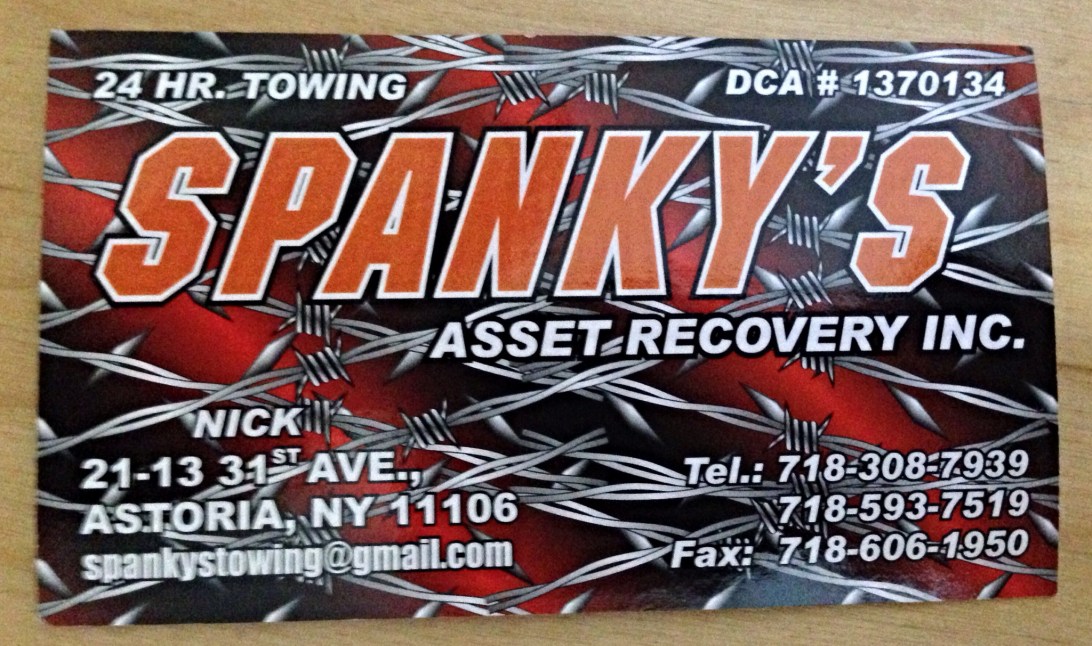 24 HR. TOWING
DCA # 1370134
SPANKY'S
ASSET RECOVERY INC.
NICK
21-13 31ST AVE.,
ASTORIA, NY 11106
spankystowing@gmail.com
Tel.: 718-308-7939
718-593-7519
Fax: 718-606-1950